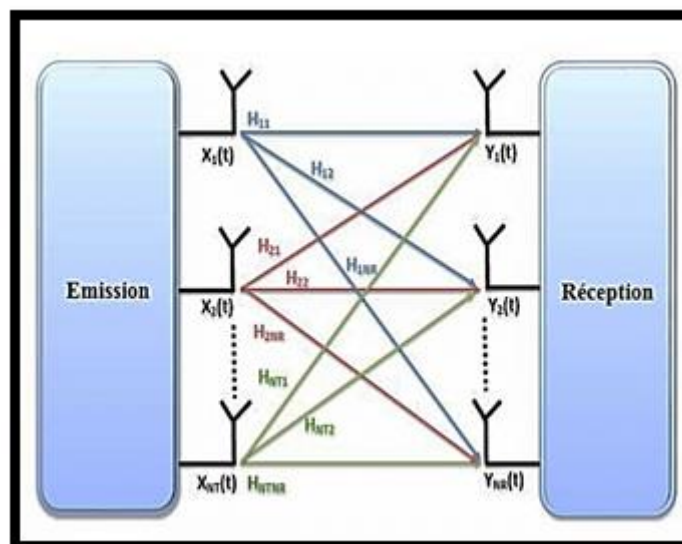 H₁₁
X₁(t)
Y₁(t)
H₁₂
H₂₁
H₁NR
Emission
H₂₂
Réception
X₂(t)
Y₂(t)
H₂NR
H_NT1
H_NT2
X_NT(t)
H_NTNR
Y_NR(t)